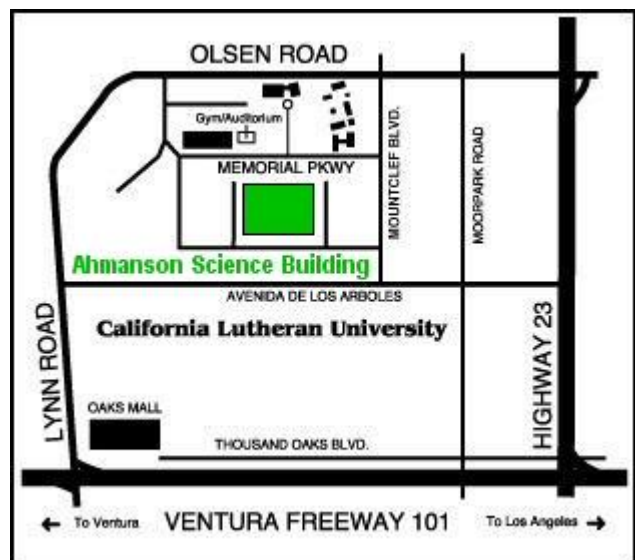 OLSEN ROAD
Gym/Auditorium
MEMORIAL PKWY
MOUNTCLEF BLVD.
MOORPARK ROAD
Ahmanson Science Building
AVENIDA DE LOS ARBOLES
California Lutheran University
LYNN ROAD
HIGHWAY 23
OAKS MALL
THOUSAND OAKS BLVD.
To Ventura
VENTURA FREEWAY 101
To Los Angeles